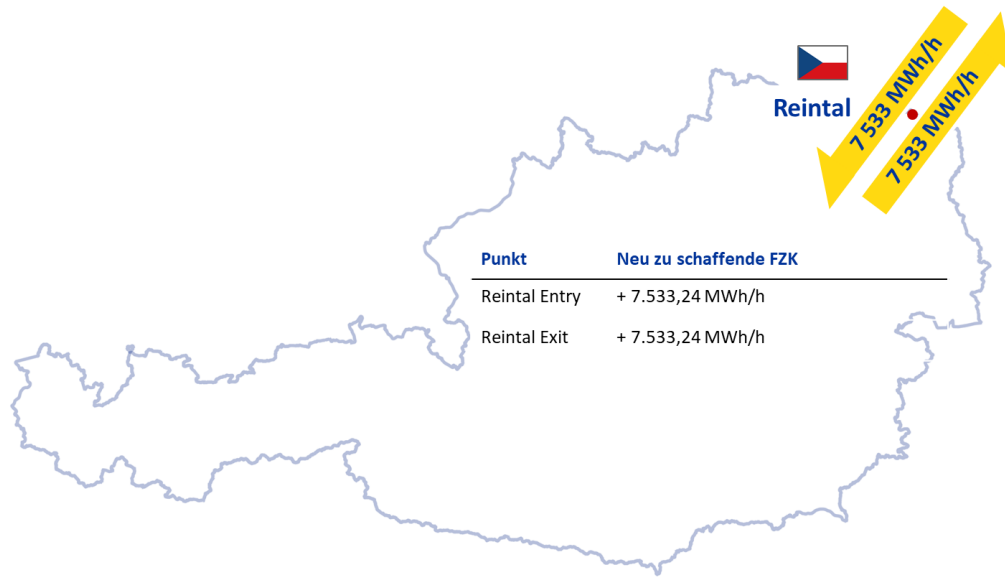 7 533 MWh/h
7 533 MWh/h
Reintal
Punkt Neu zu schaffende FZK
Reintal Entry + 7.533,24 MWh/h
Reintal Exit + 7.533,24 MWh/h